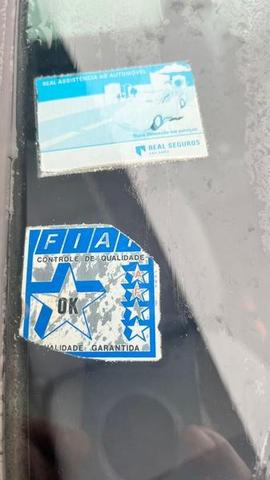 REAL ASSISTÊNCIA AO AUTOMÓVEL
REAL SEGUROS
FIAT
CONTROLE DE QUALIDADE
OK
QUALIDADE GARANTIDA